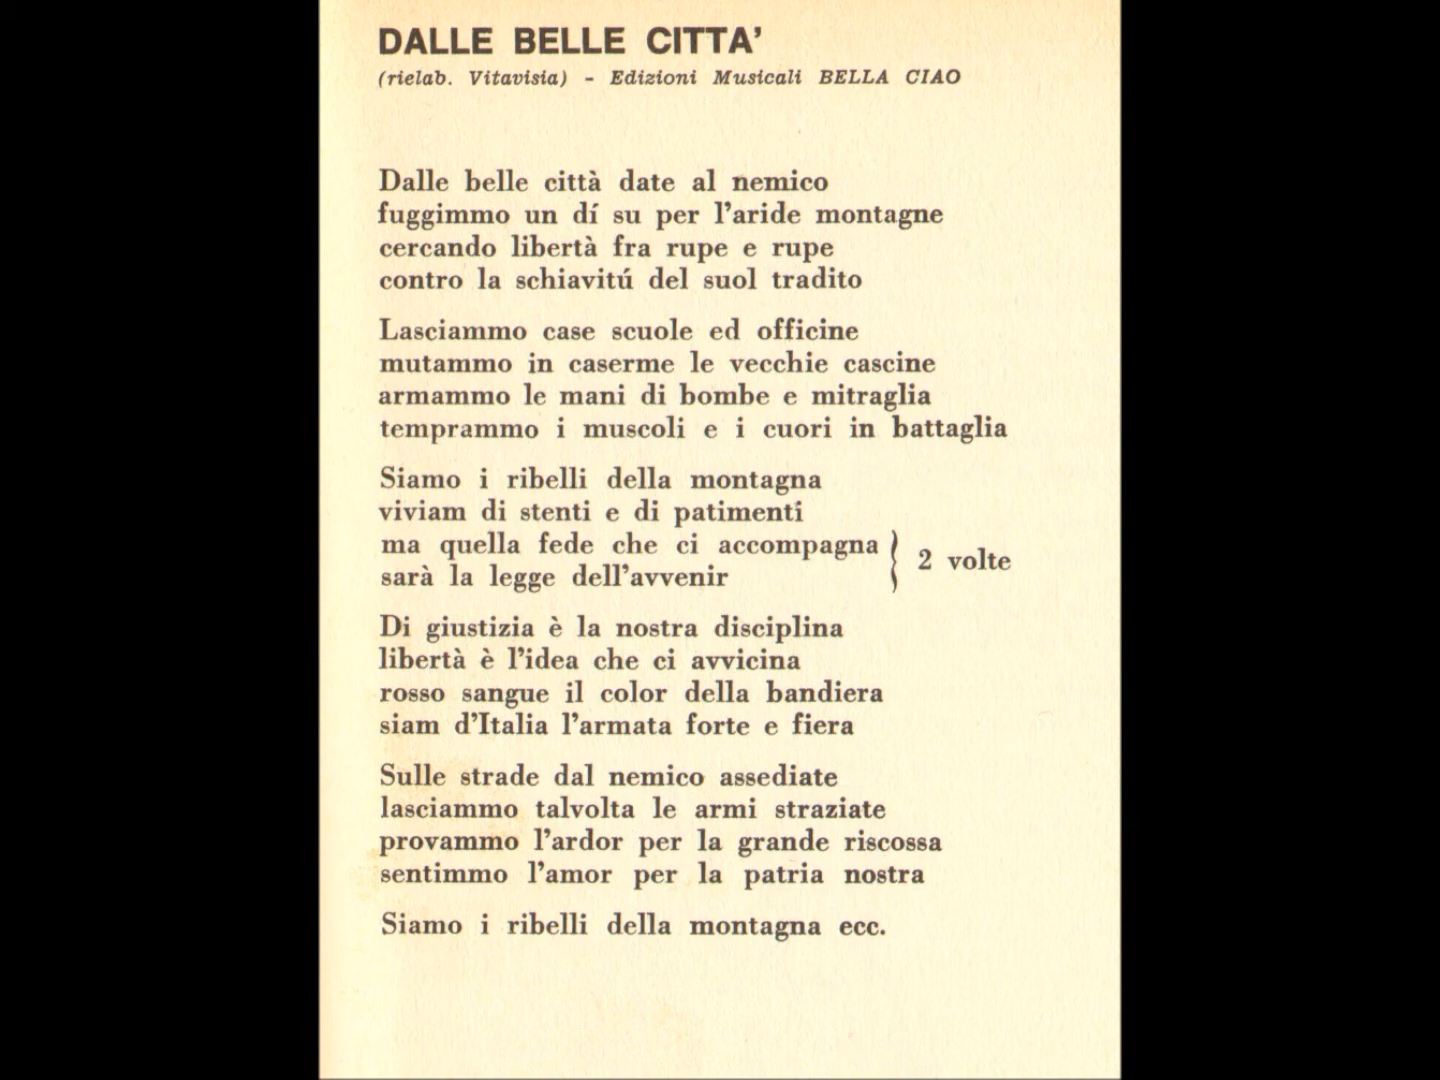 DALLE BELLE CITTA'
(rielab. Vitavisia) - Edizioni Musicali BELLA CIAO
Dalle belle città date al nemico
fuggimmo un dí su per l'aride montagne
cercando libertà fra rupe e rupe
contro la schiavitú del suol tradito
Lasciammo case scuole ed officine
mutammo in caserme le vecchie cascine
armammo le mani di bombe e mitraglia
temprammo i muscoli e i cuori in battaglia
Siamo i ribelli della montagna
viviam di stenti e di patimenti
ma quella fede che ci accompagna
sarà la legge dell'avvenir
2 volte
Di giustizia è la nostra disciplina
libertà è l'idea che ci avvicina
rosso sangue il color della bandiera
siam d'Italia l'armata forte e fiera
Sulle strade dal nemico assediate
lasciammo talvolta le armi straziate
provammo l'ardor per la grande riscossa
sentimmo l'amor per la patria nostra
Siamo i ribelli della montagna ecc.